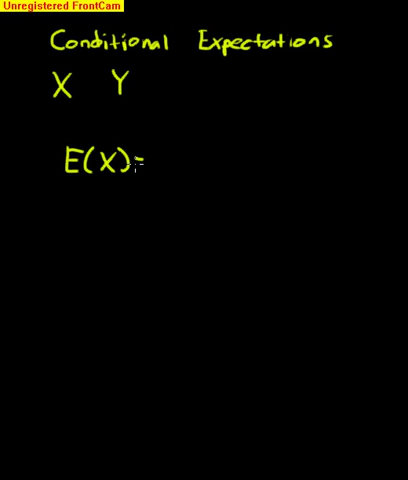 Unregistered FrontCam
Conditional Expectations
X Y
E(X)=